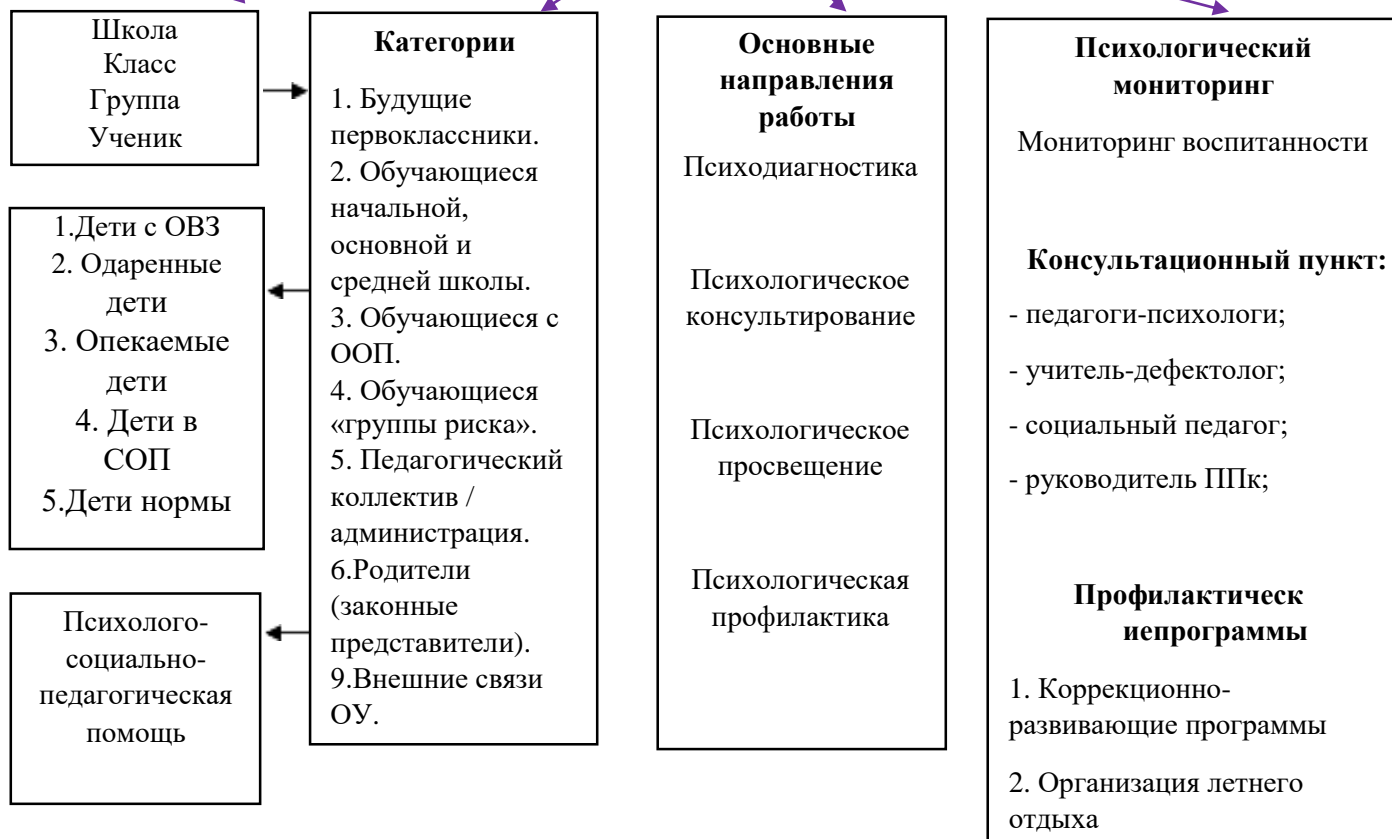 Школа
Класс
Группа
Ученик
1.Дети с ОВЗ
2. Одаренные
дети
3. Опекаемые
дети
4. Дети в
СОП
5.Дети нормы
Психолого-
социально-
педагогическая
помощь
Категории
1. Будущие
первоклассники.
2. Обучающиеся
начальной,
основной и
средней школы.
3. Обучающиеся с
ООП.
4. Обучающиеся
«группы риска».
5. Педагогический
коллектив /
администрация.
6.Родители
(законные
представители).
9.Внешние связи
ОУ.
Основные
направления
работы
Психодиагностика
Психологическое
консультирование
Психологическое
просвещение
Психологическая
профилактика
Психологический
мониторинг
Мониторинг воспитанности
Консультационный пункт:
- педагоги-психологи;
- учитель-дефектолог;
- социальный педагог;
- руководитель ППк;
Профилактическ
иепрограммы
1. Коррекционно-
развивающие программы
2. Организация летнего
отдыха